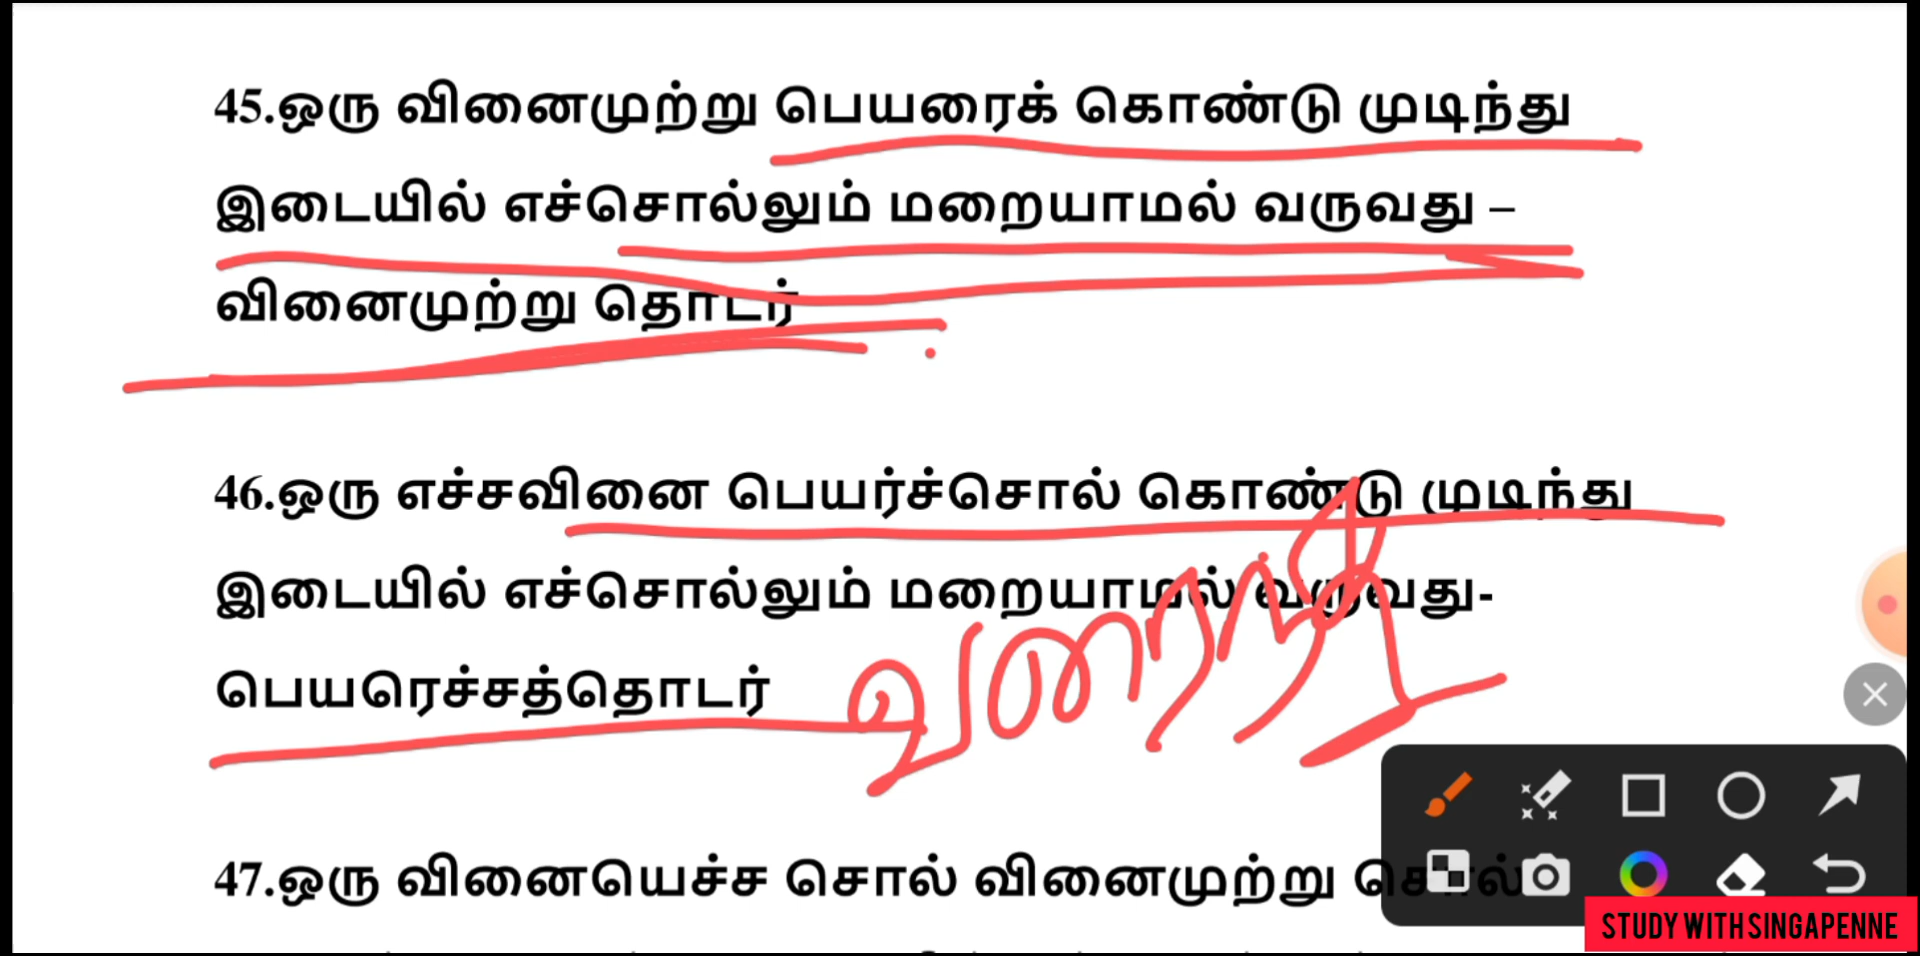 45.ஒரு வினைமுற்று பெயரைக் கொண்டு முடிந்து
இடையில் எச்சொல்லும் மறையாமல் வருவது –
வினைமுற்று தொடர்
46.ஒரு எச்சவினை பெயர்ச்சொல் கொண்டு முடிந்து
இடையில் எச்சொல்லும் மறையாமல் வருவது-
பெயரெச்சத்தொடர்
47.ஒரு வினையெச்ச சொல் வினைமுற்று சொல்
STUDY WITH SINGAPENNE